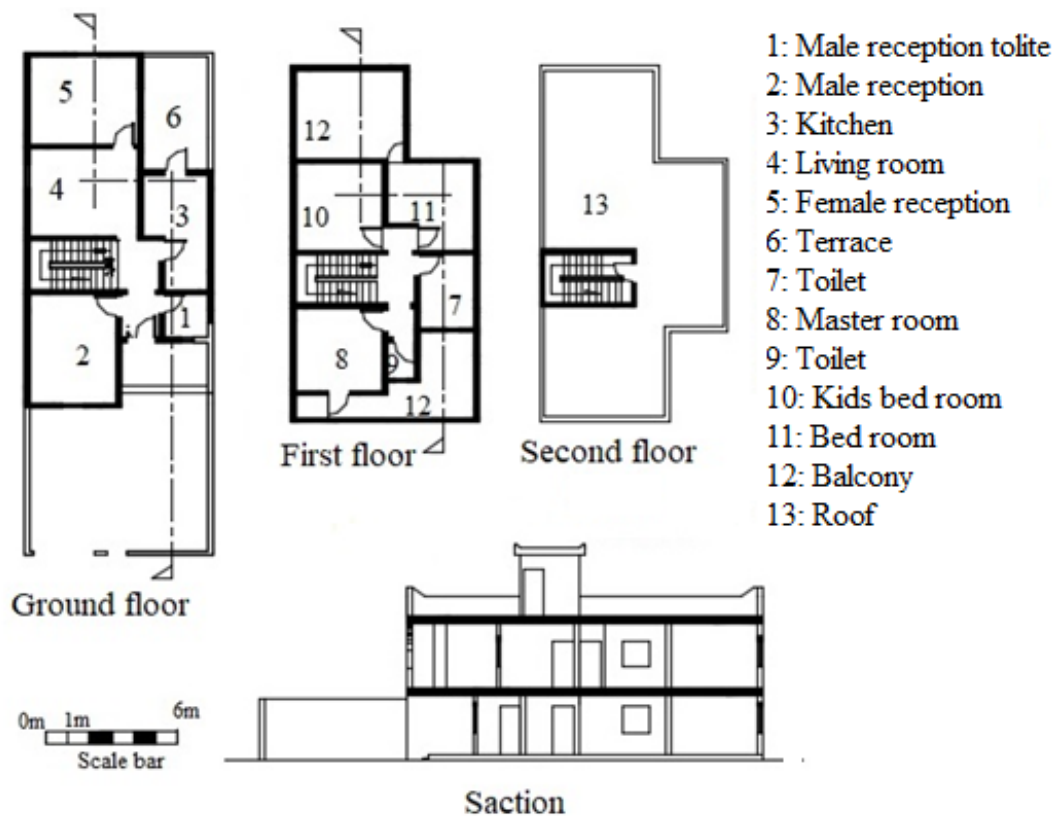 1: Male reception tolite
2: Male reception
3: Kitchen
4: Living room
5: Female reception
6: Terrace
7: Toilet
8: Master room
9: Toilet
10: Kids bed room
11: Bed room
12: Balcony
13: Roof
5
6
4
3
1
2
Ground floor
12
10
11
7
8
9
12
First floor
13
Second floor
0m 1m 6m
Scale bar
Saction